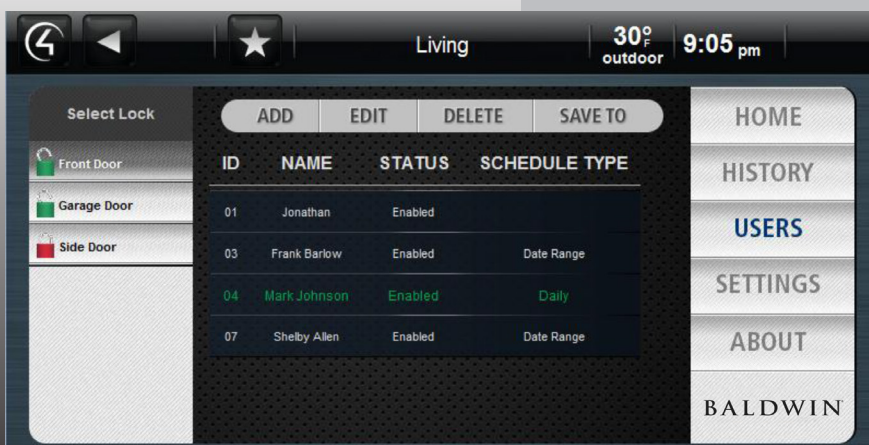 4 Living 30°F outdoor 9:05 pm
Select Lock
Front Door
Garage Door
Side Door
ADD EDIT DELETE SAVE TO
ID NAME STATUS SCHEDULE TYPE
01 Jonathan Enabled
03 Frank Barlow Enabled Date Range
04 Mark Johnson Enabled Daily
07 Shelby Allen Enabled Date Range
HOME
HISTORY
USERS
SETTINGS
ABOUT
BALDWIN